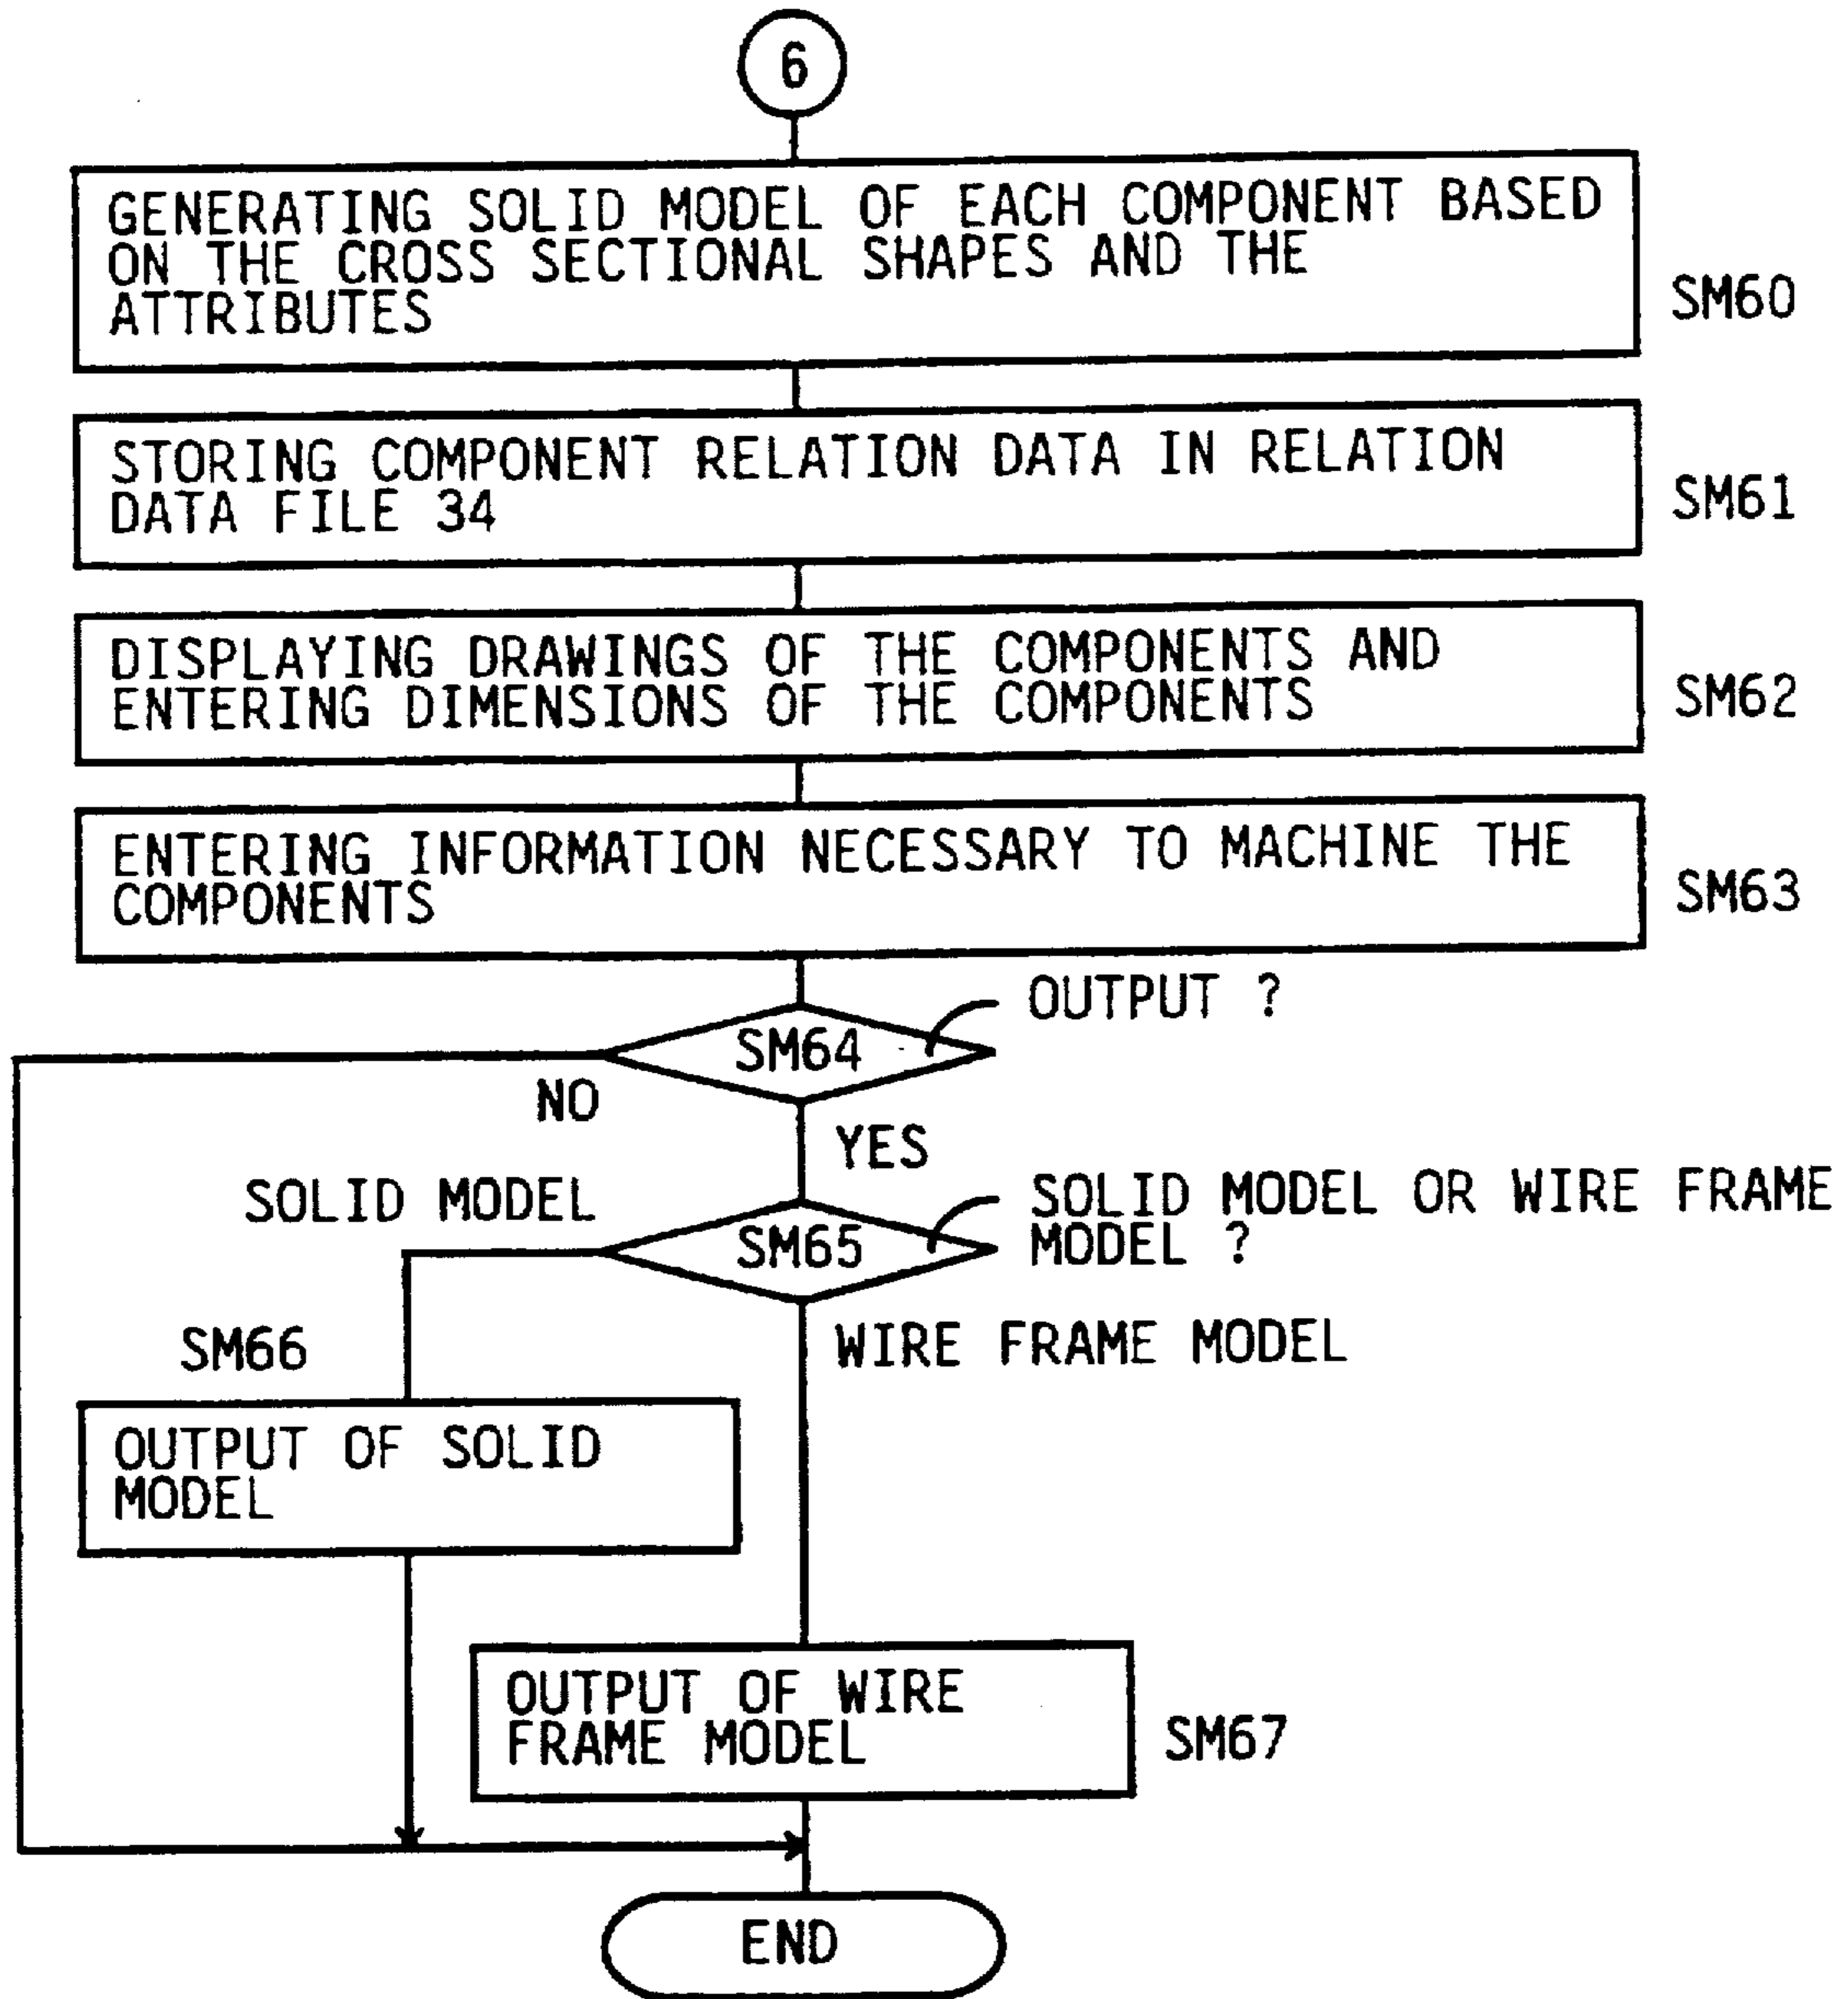 6
GENERATING SOLID MODEL OF EACH COMPONENT BASED
ON THE CROSS SECTIONAL SHAPES AND THE
ATTRIBUTES
SM60
STORING COMPONENT RELATION DATA IN RELATION
DATA FILE 34
SM61
DISPLAYING DRAWINGS OF THE COMPONENTS AND
ENTERING DIMENSIONS OF THE COMPONENTS
SM62
ENTERING INFORMATION NECESSARY TO MACHINE THE
COMPONENTS
SM63
OUTPUT ?
SM64
NO
YES
SOLID MODEL
SOLID MODEL OR WIRE FRAME
MODEL ?
SM65
WIRE FRAME MODEL
SM66
OUTPUT OF SOLID
MODEL
OUTPUT OF WIRE
FRAME MODEL
SM67
END